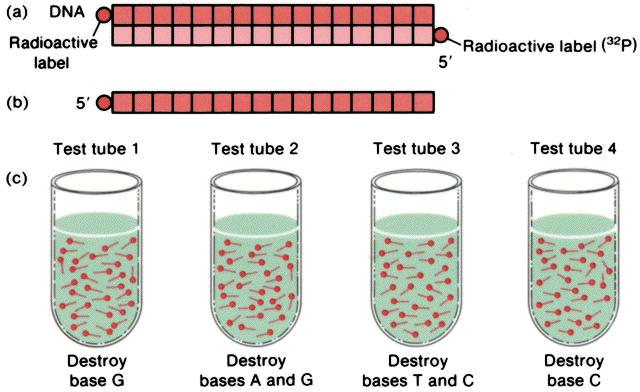 (a) DNA
Radioactive
label
Radioactive label (³²P)
5′
(b) 5′
Test tube 1 Test tube 2 Test tube 3 Test tube 4
(c)
Destroy Destroy Destroy Destroy
base G bases A and G bases T and C base C